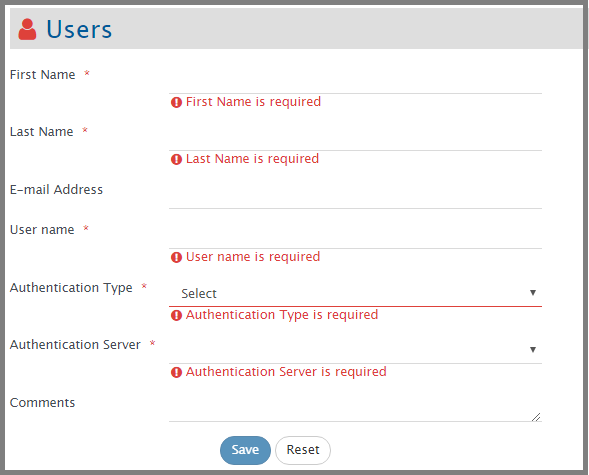 Users
First Name *
First Name is required
Last Name *
Last Name is required
E-mail Address
User name *
User name is required
Authentication Type * Select
Authentication Type is required
Authentication Server *
Authentication Server is required
Comments
Save Reset